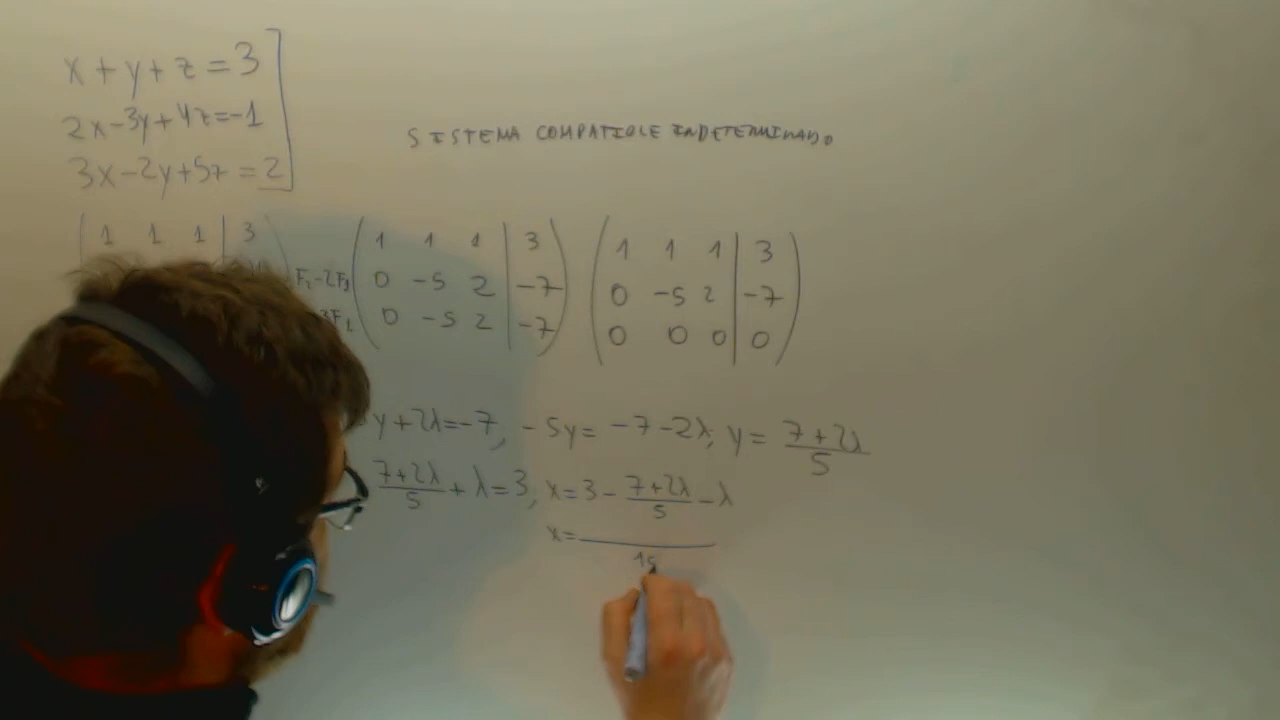 x + y + z = 3
2x - 3y + 4z = -1
3x - 2y + 5z = 2
SISTEMA COMPATIBLE INDETERMINADO
1 1 1 | 3
F₂-2F₁
1 1 1 | 3
0 -5 2 | -7
0 -5 2 | -7
1 1 1 | 3
0 -5 2 | -7
0 0 0 | 0
y + 2λ = -7, -5y = -7 - 2λ; y = (7 + 2λ)/5
(7 + 2λ)/5 + λ = 3, x = 3 - (7 + 2λ)/5 - λ
x =